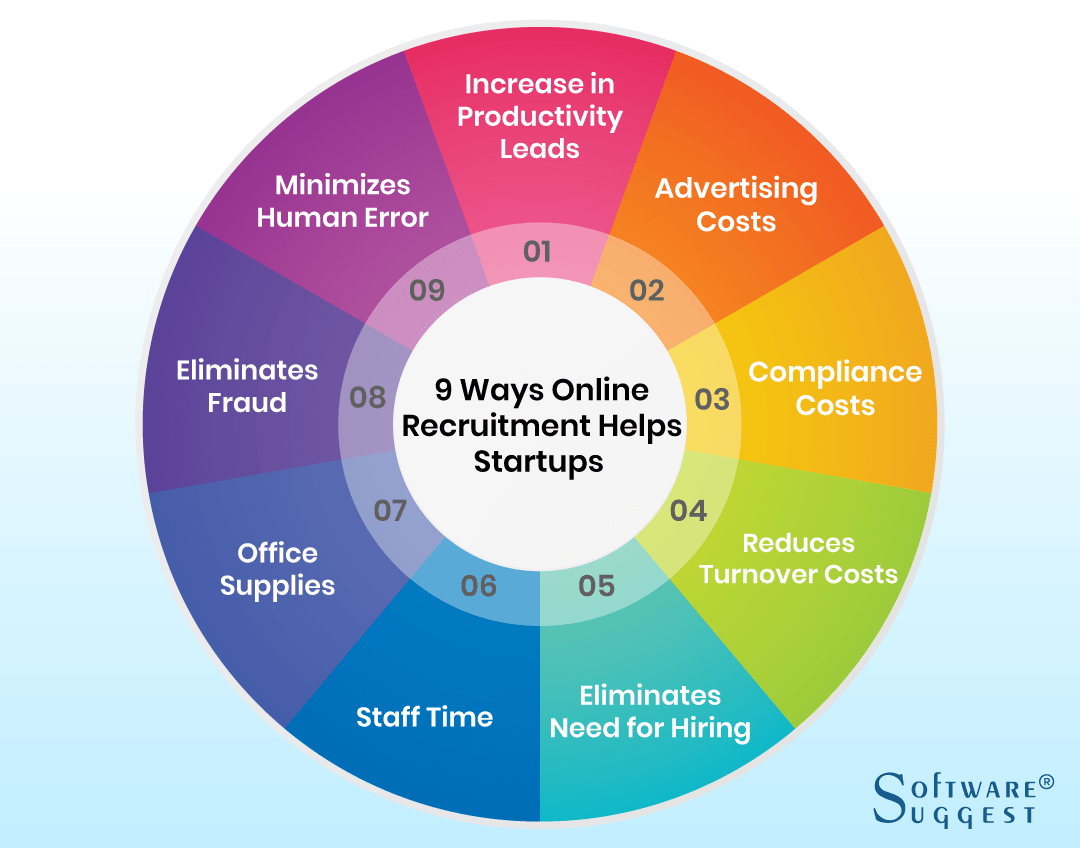 Increase in
Productivity
Leads
Advertising
Costs
Compliance
Costs
Reduces
Turnover Costs
Eliminates
Need for Hiring
Staff Time
Office
Supplies
Eliminates
Fraud
Minimizes
Human Error
01
02
03
04
05
06
07
08
09
9 Ways Online
Recruitment Helps
Startups
SOFTWARE®
SUGGEST